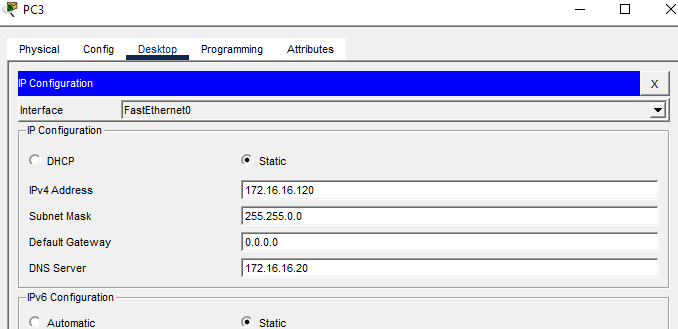 PC3
Physical Config Desktop Programming Attributes
IP Configuration X
Interface FastEthernet0
IP Configuration
DHCP Static
IPv4 Address 172.16.16.120
Subnet Mask 255.255.0.0
Default Gateway 0.0.0.0
DNS Server 172.16.16.20
IPv6 Configuration
Automatic Static